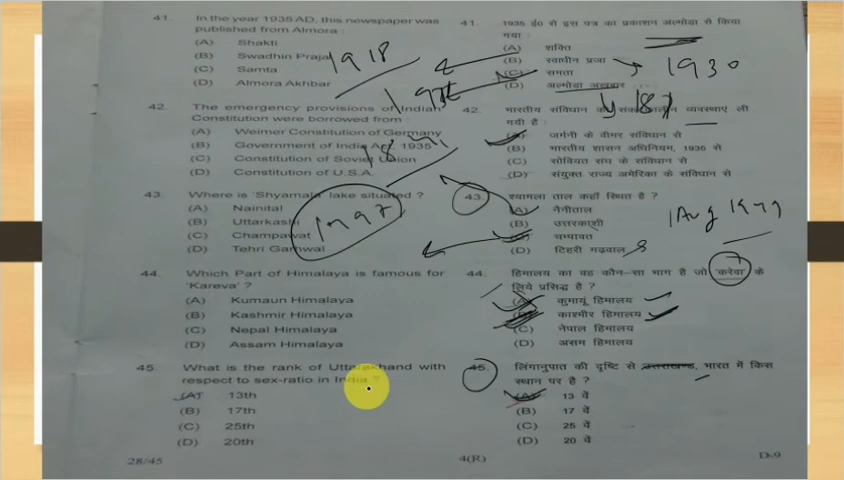 41. In the year 1935 AD, this newspaper was
published from Almora :
(A) Shakti
(B) Swadhin Praja
(C) Samta
(D) Almora Akhbar
42. The emergency provisions of Indian
Constitution were borrowed from :
(A) Weimer Constitution of Germany
(B) Government of India Act, 1935
(C) Constitution of Soviet Union
(D) Constitution of U.S.A.
43. Where is 'Shyamala' lake situated ?
(A) Nainital
(B) Uttarkashi
(C) Champawat
(D) Tehri Garhwal
44. Which Part of Himalaya is famous for
'Kareva' ?
(A) Kumaun Himalaya
(B) Kashmir Himalaya
(C) Nepal Himalaya
(D) Assam Himalaya
45. What is the rank of Uttarakhand with
respect to sex-ratio in India ?
(A) 13th
(B) 17th
(C) 25th
(D) 20th
28/45
1918
1997
41. 1935 ई0 से इस पत्र का प्रकाशन अल्मोड़ा से किया
गया :
(A) शक्ति
(B) स्वाधीन प्रजा
(C) समता
(D) अल्मोड़ा अखबार
1930
42. भारतीय संविधान की संकटकालीन व्यवस्थाएं ली
गयी हैं :
(A) जर्मनी के वीमर संविधान से
(B) भारतीय शासन अधिनियम, 1935 से
(C) सोवियत संघ के संविधान से
(D) संयुक्त राज्य अमेरिका के संविधान से
43. श्यामला ताल कहाँ स्थित है ?
(A) नैनीताल
(B) उत्तरकाशी
(C) चम्पावत
(D) टिहरी गढ़वाल
44. हिमालय का वह कौन-सा भाग है जो 'करेवा' के
लिये प्रसिद्ध है ?
(A) कुमायूं हिमालय
(B) काश्मीर हिमालय
(C) नेपाल हिमालय
(D) असम हिमालय
45. लिंगानुपात की दृष्टि से उत्तराखण्ड, भारत में किस
स्थान पर है ?
(A) 13 वें
(B) 17 वें
(C) 25 वें
(D) 20 वें
4(R)
D-9